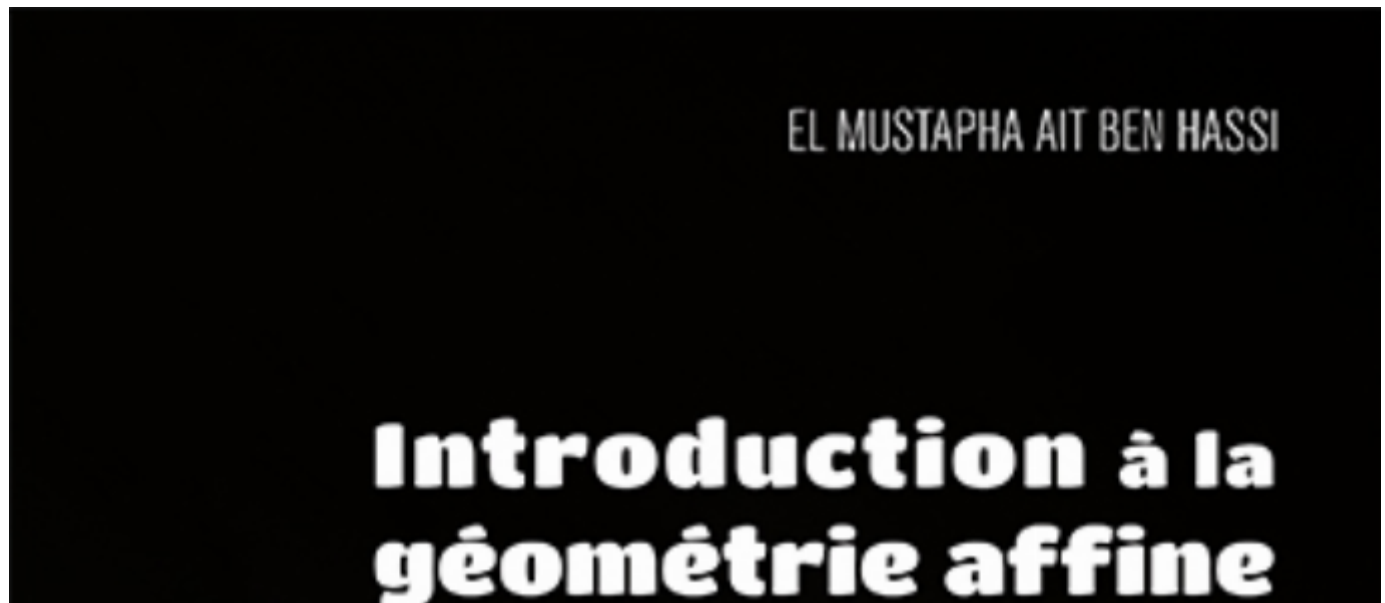 EL MUSTAPHA AIT BEN HASSI
Introduction à la
géométrie affine